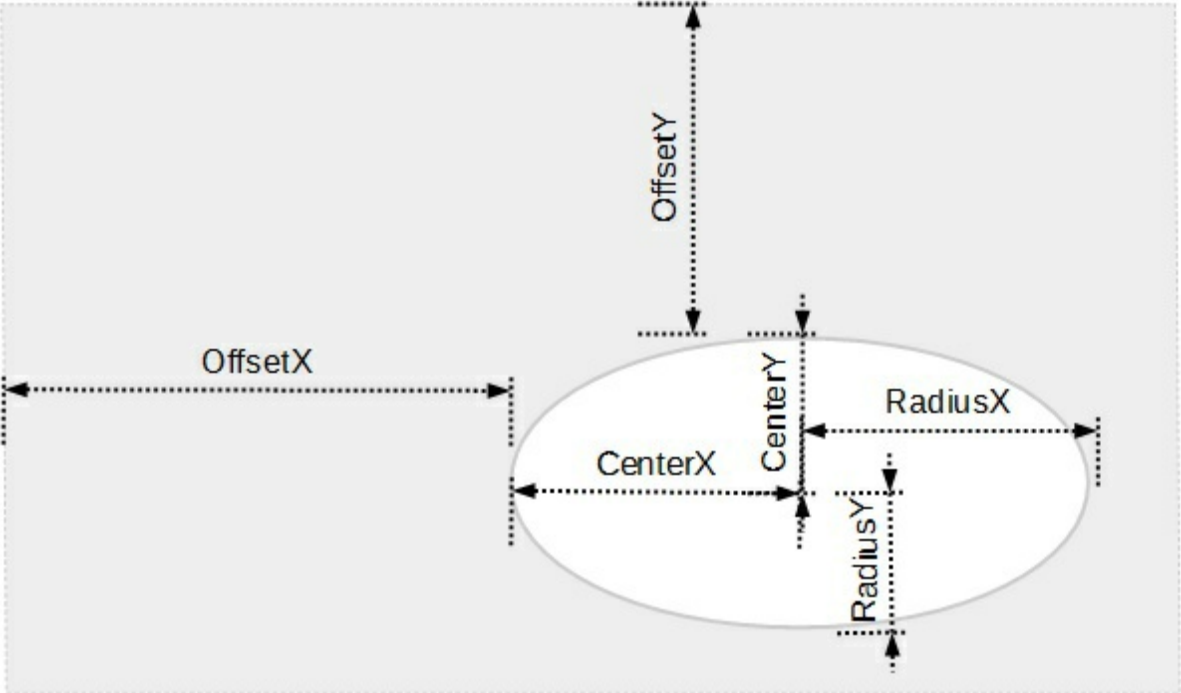 OffsetY
OffsetX
CenterY
RadiusX
CenterX
RadiusY